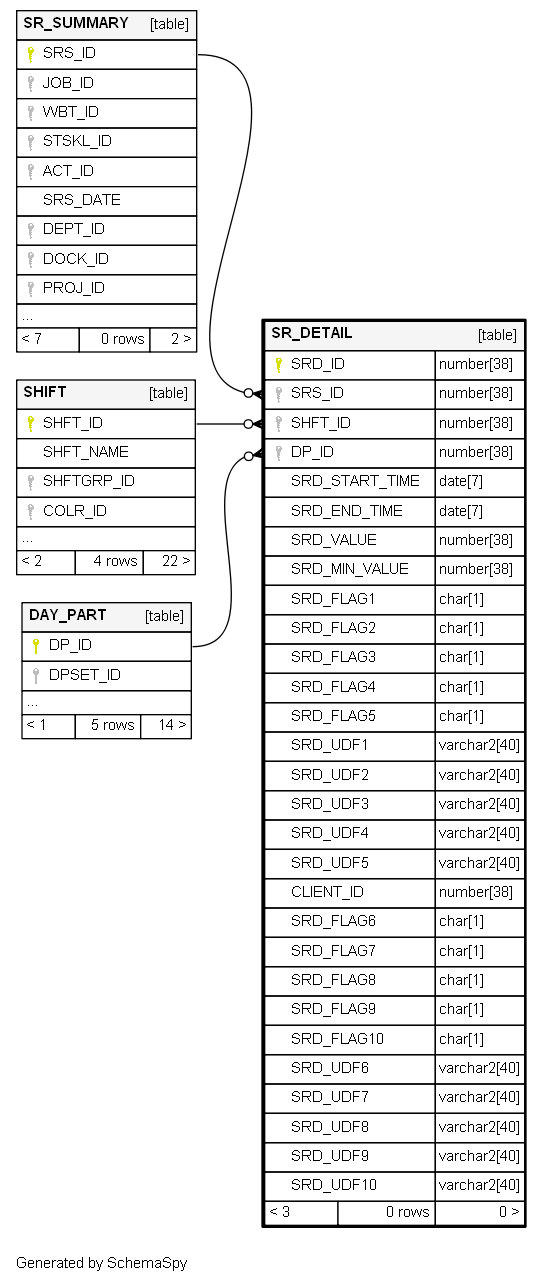 SR_SUMMARY [table]
SRS_ID
JOB_ID
WBT_ID
STSKL_ID
ACT_ID
SRS_DATE
DEPT_ID
DOCK_ID
PROJ_ID
...
< 7 0 rows 2 >
SHIFT [table]
SHFT_ID
SHFT_NAME
SHFTGRP_ID
COLR_ID
...
< 2 4 rows 22 >
DAY_PART [table]
DP_ID
DPSET_ID
...
< 1 5 rows 14 >
SR_DETAIL [table]
SRD_ID number[38]
SRS_ID number[38]
SHFT_ID number[38]
DP_ID number[38]
SRD_START_TIME date[7]
SRD_END_TIME date[7]
SRD_VALUE number[38]
SRD_MIN_VALUE number[38]
SRD_FLAG1 char[1]
SRD_FLAG2 char[1]
SRD_FLAG3 char[1]
SRD_FLAG4 char[1]
SRD_FLAG5 char[1]
SRD_UDF1 varchar2[40]
SRD_UDF2 varchar2[40]
SRD_UDF3 varchar2[40]
SRD_UDF4 varchar2[40]
SRD_UDF5 varchar2[40]
CLIENT_ID number[38]
SRD_FLAG6 char[1]
SRD_FLAG7 char[1]
SRD_FLAG8 char[1]
SRD_FLAG9 char[1]
SRD_FLAG10 char[1]
SRD_UDF6 varchar2[40]
SRD_UDF7 varchar2[40]
SRD_UDF8 varchar2[40]
SRD_UDF9 varchar2[40]
SRD_UDF10 varchar2[40]
< 3 0 rows 0 >
Generated by SchemaSpy